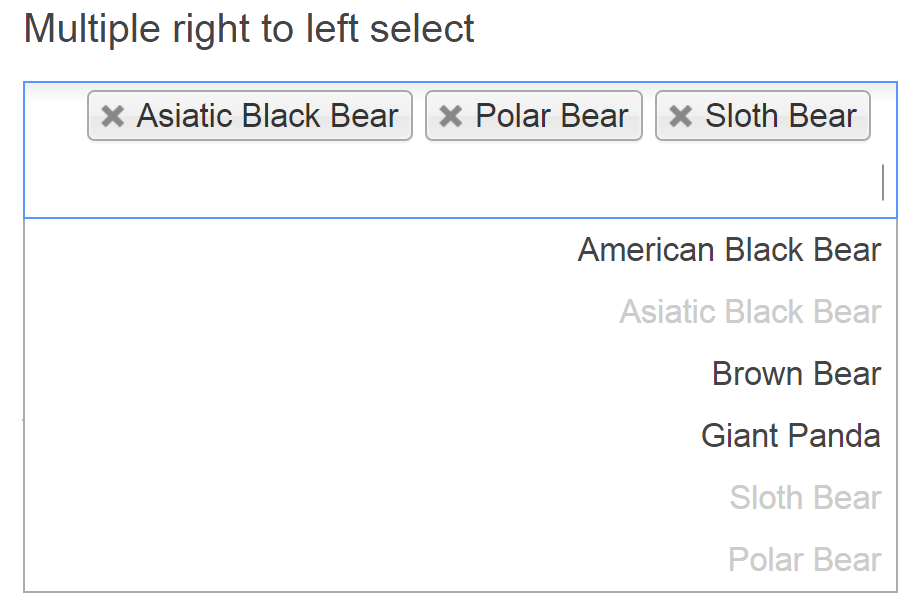 Multiple right to left select
Asiatic Black Bear Polar Bear Sloth Bear
American Black Bear
Asiatic Black Bear
Brown Bear
Giant Panda
Sloth Bear
Polar Bear